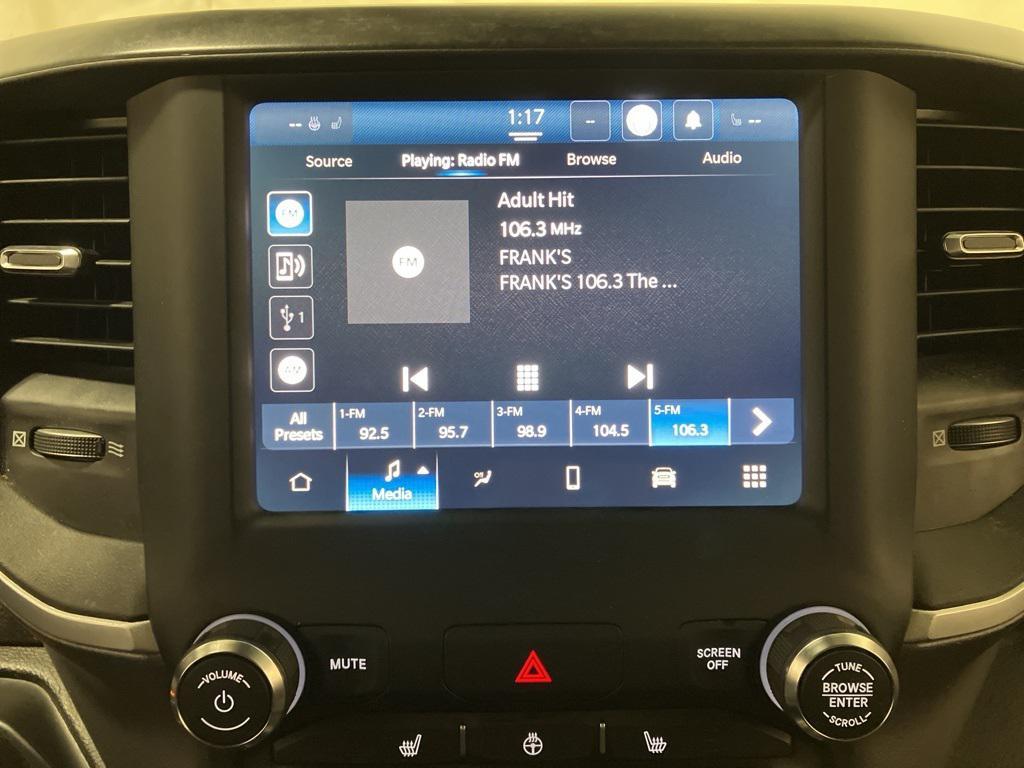 -- --
1:17
--
Source Playing: Radio FM Browse Audio
FM
Adult Hit
106.3 MHz
FRANK'S
FRANK'S 106.3 The ...
FM
1
AM
All Presets
1-FM 92.5
2-FM 95.7
3-FM 98.9
4-FM 104.5
5-FM 106.3
Media
Off
VOLUME
MUTE
SCREEN
OFF
TUNE
BROWSE
ENTER
SCROLL